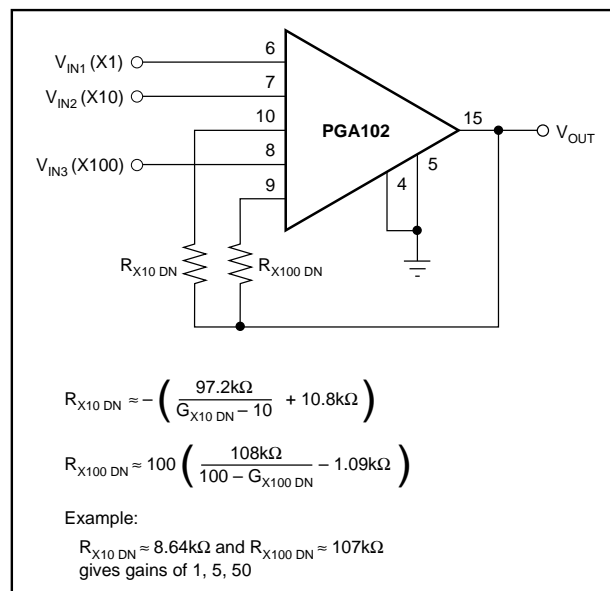 V_IN1 (X1) 6
V_IN2 (X10) 7
10
V_IN3 (X100) 8
9
PGA102
15
V_OUT
4
5
R_X10 DN
R_X100 DN
R_X10 DN ≈ – ( 97.2kΩ / G_X10 DN – 10 + 10.8kΩ )
R_X100 DN ≈ 100 ( 108kΩ / 100 – G_X100 DN – 1.09kΩ )
Example:
R_X10 DN ≈ 8.64kΩ and R_X100 DN ≈ 107kΩ
gives gains of 1, 5, 50